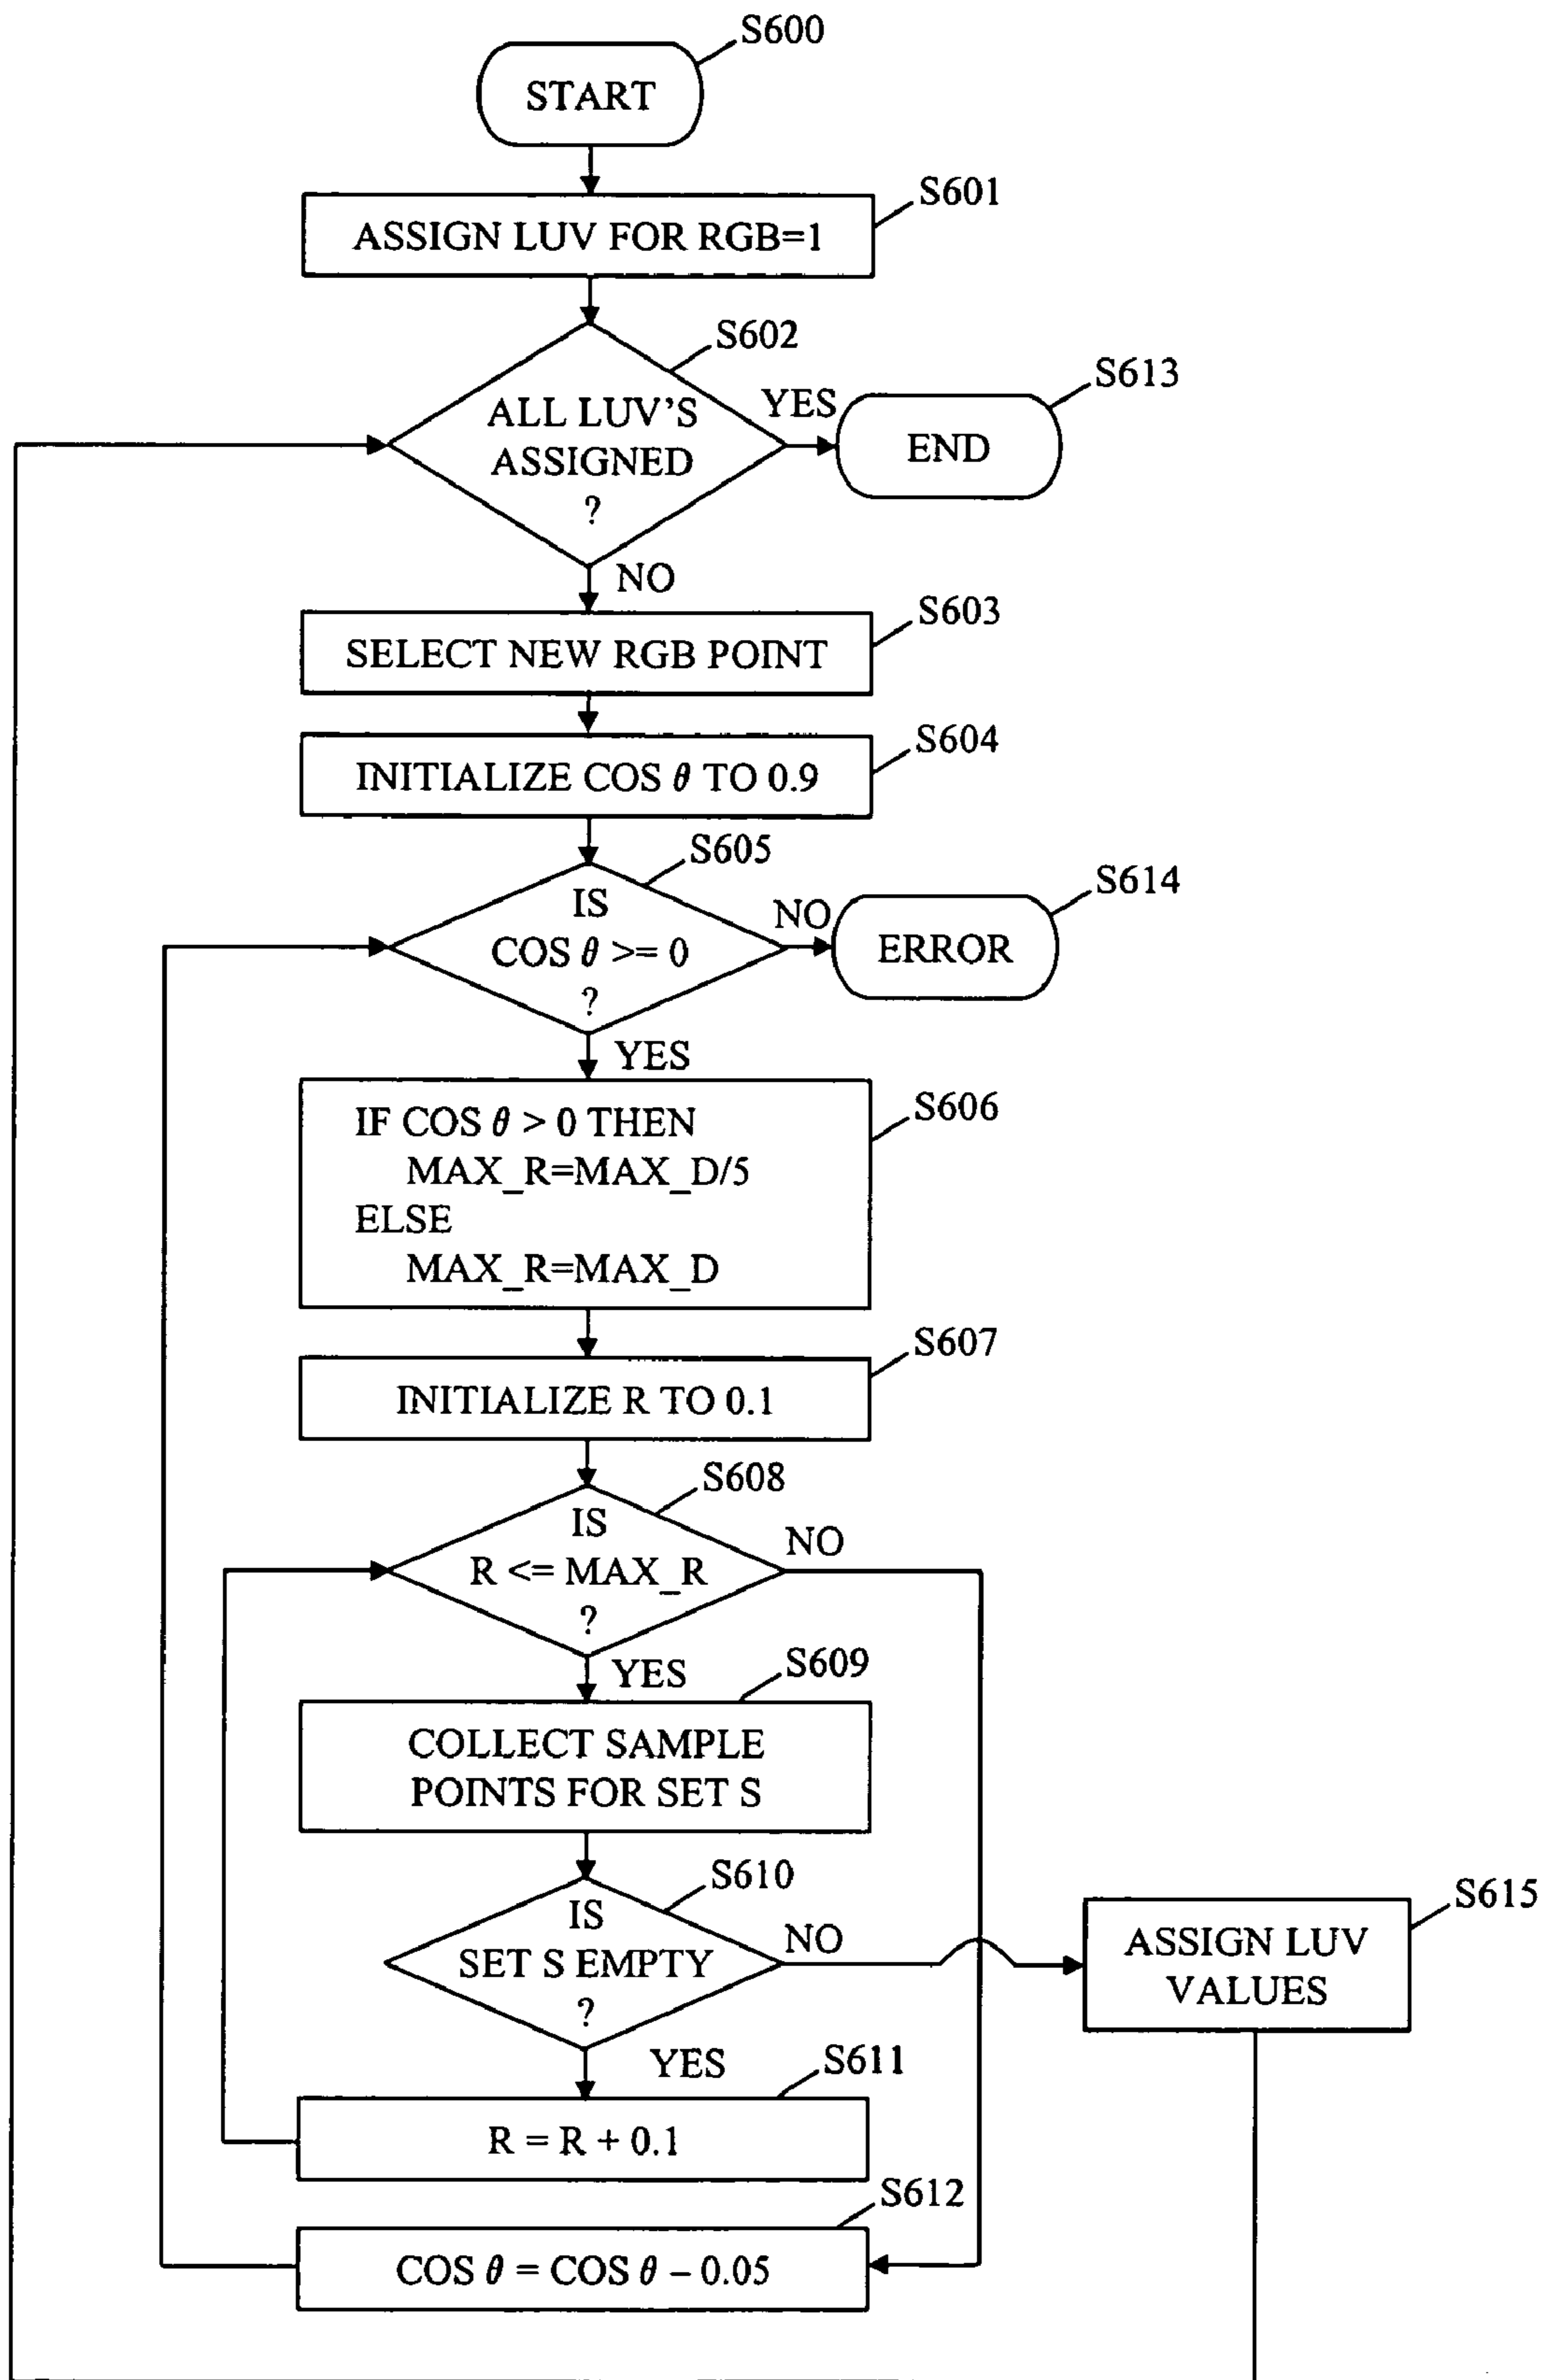 S600
START
S601
ASSIGN LUV FOR RGB=1
S602
ALL LUV'S
ASSIGNED
?
YES
S613
END
NO
S603
SELECT NEW RGB POINT
S604
INITIALIZE COS θ TO 0.9
S605
IS
COS θ >= 0
?
NO
S614
ERROR
YES
S606
IF COS θ > 0 THEN
MAX_R=MAX_D/5
ELSE
MAX_R=MAX_D
S607
INITIALIZE R TO 0.1
S608
IS
R <= MAX_R
?
NO
YES
S609
COLLECT SAMPLE
POINTS FOR SET S
S610
IS
SET S EMPTY
?
NO
S615
ASSIGN LUV
VALUES
YES
S611
R = R + 0.1
S612
COS θ = COS θ – 0.05